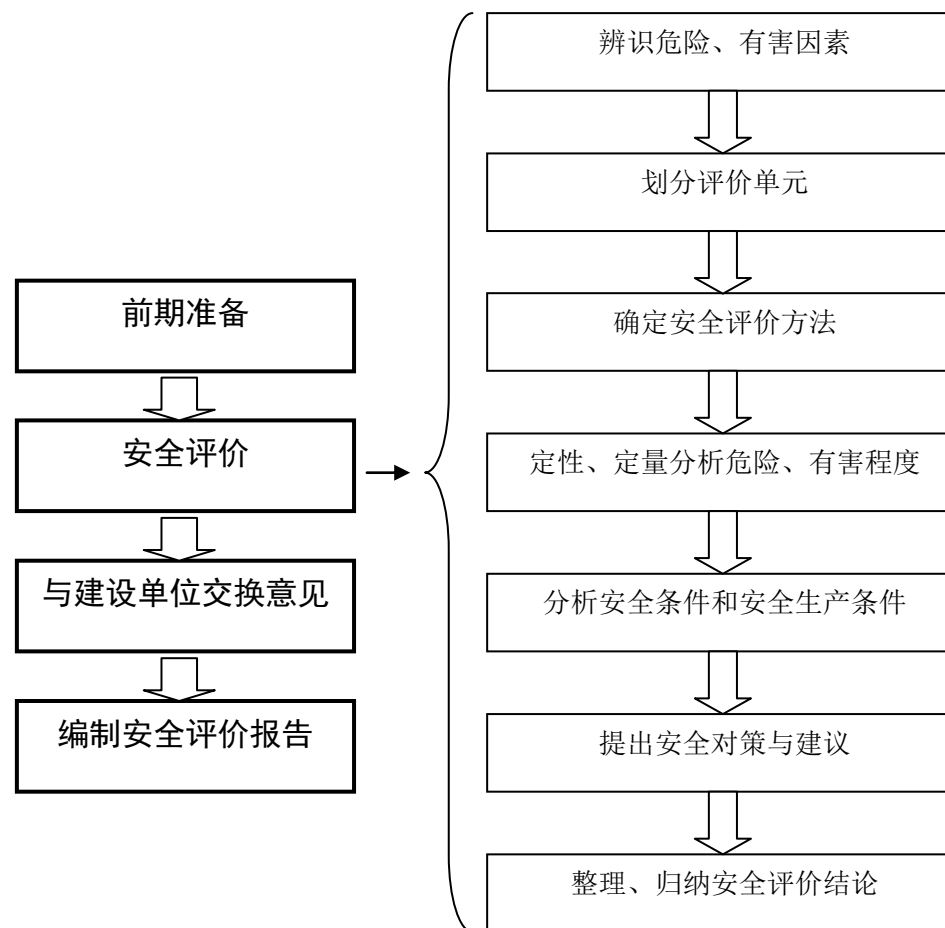 前期准备
安全评价
与建设单位交换意见
编制安全评价报告
辨识危险、有害因素
划分评价单元
确定安全评价方法
定性、定量分析危险、有害程度
分析安全条件和安全生产条件
提出安全对策与建议
整理、归纳安全评价结论